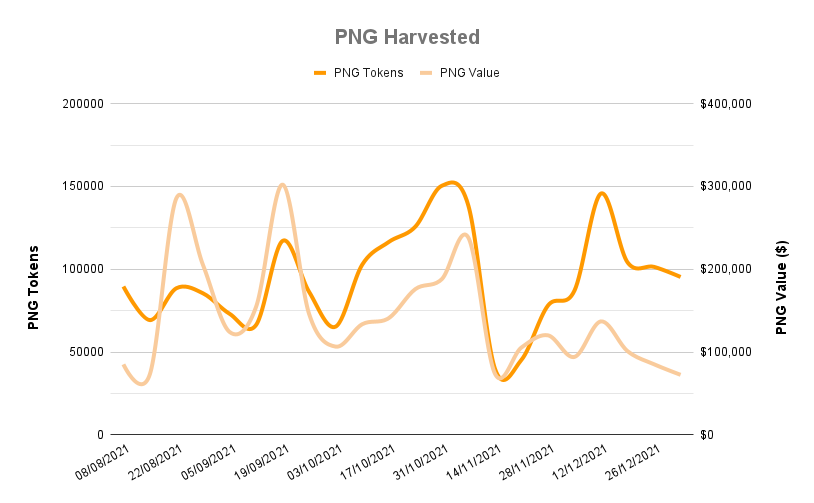 PNG Harvested
PNG Tokens PNG Value
200000 $400,000
150000 $300,000
100000 $200,000
50000 $100,000
0 $0
PNG Tokens
PNG Value ($)
08/08/2021 22/08/2021 05/09/2021 19/09/2021 03/10/2021 17/10/2021 31/10/2021 14/11/2021 28/11/2021 12/12/2021 26/12/2021